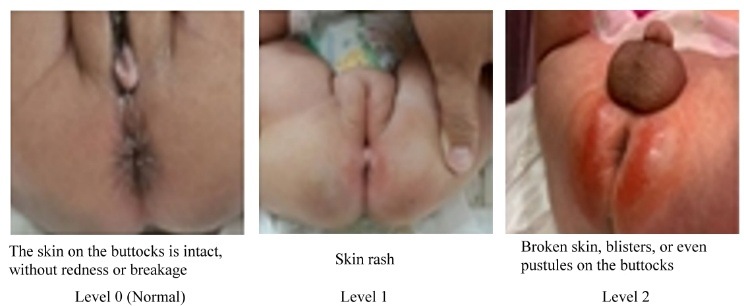 The skin on the buttocks is intact,
without redness or breakage
Skin rash
Broken skin, blisters, or even
pustules on the buttocks
Level 0 (Normal)
Level 1
Level 2